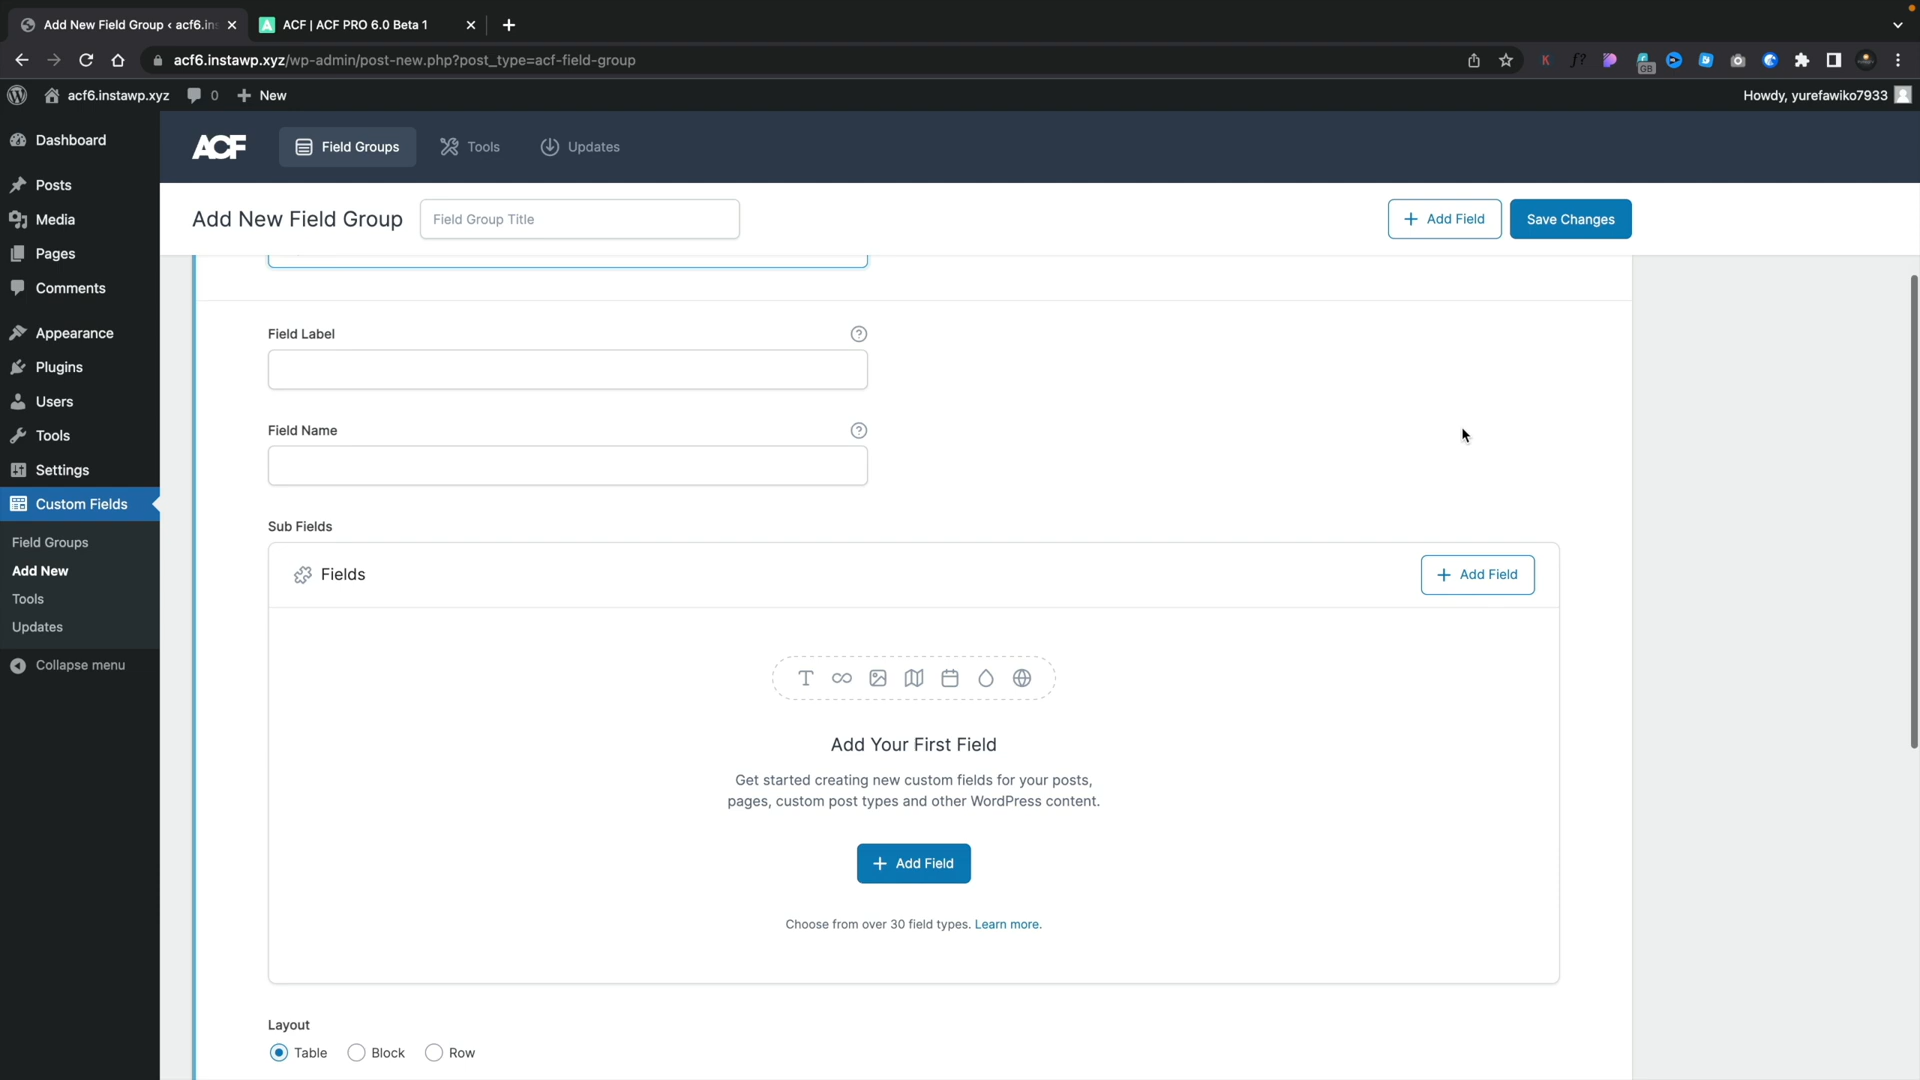 Add New Field Group ‹ acf6.in
ACF | ACF PRO 6.0 Beta 1
acf6.instawp.xyz/wp-admin/post-new.php?post_type=acf-field-group
K
f?
GB
acf6.instawp.xyz
0
New
Howdy, yurefawiko7933
Dashboard
Posts
Media
Pages
Comments
Appearance
Plugins
Users
Tools
Settings
Custom Fields
Field Groups
Add New
Tools
Updates
Collapse menu
ACF
Field Groups
Tools
Updates
Add New Field Group
Field Group Title
+ Add Field
Save Changes
Field Label
?
Field Name
?
Sub Fields
Fields
+ Add Field
Add Your First Field
Get started creating new custom fields for your posts,
pages, custom post types and other WordPress content.
+ Add Field
Choose from over 30 field types. Learn more.
Layout
Table
Block
Row